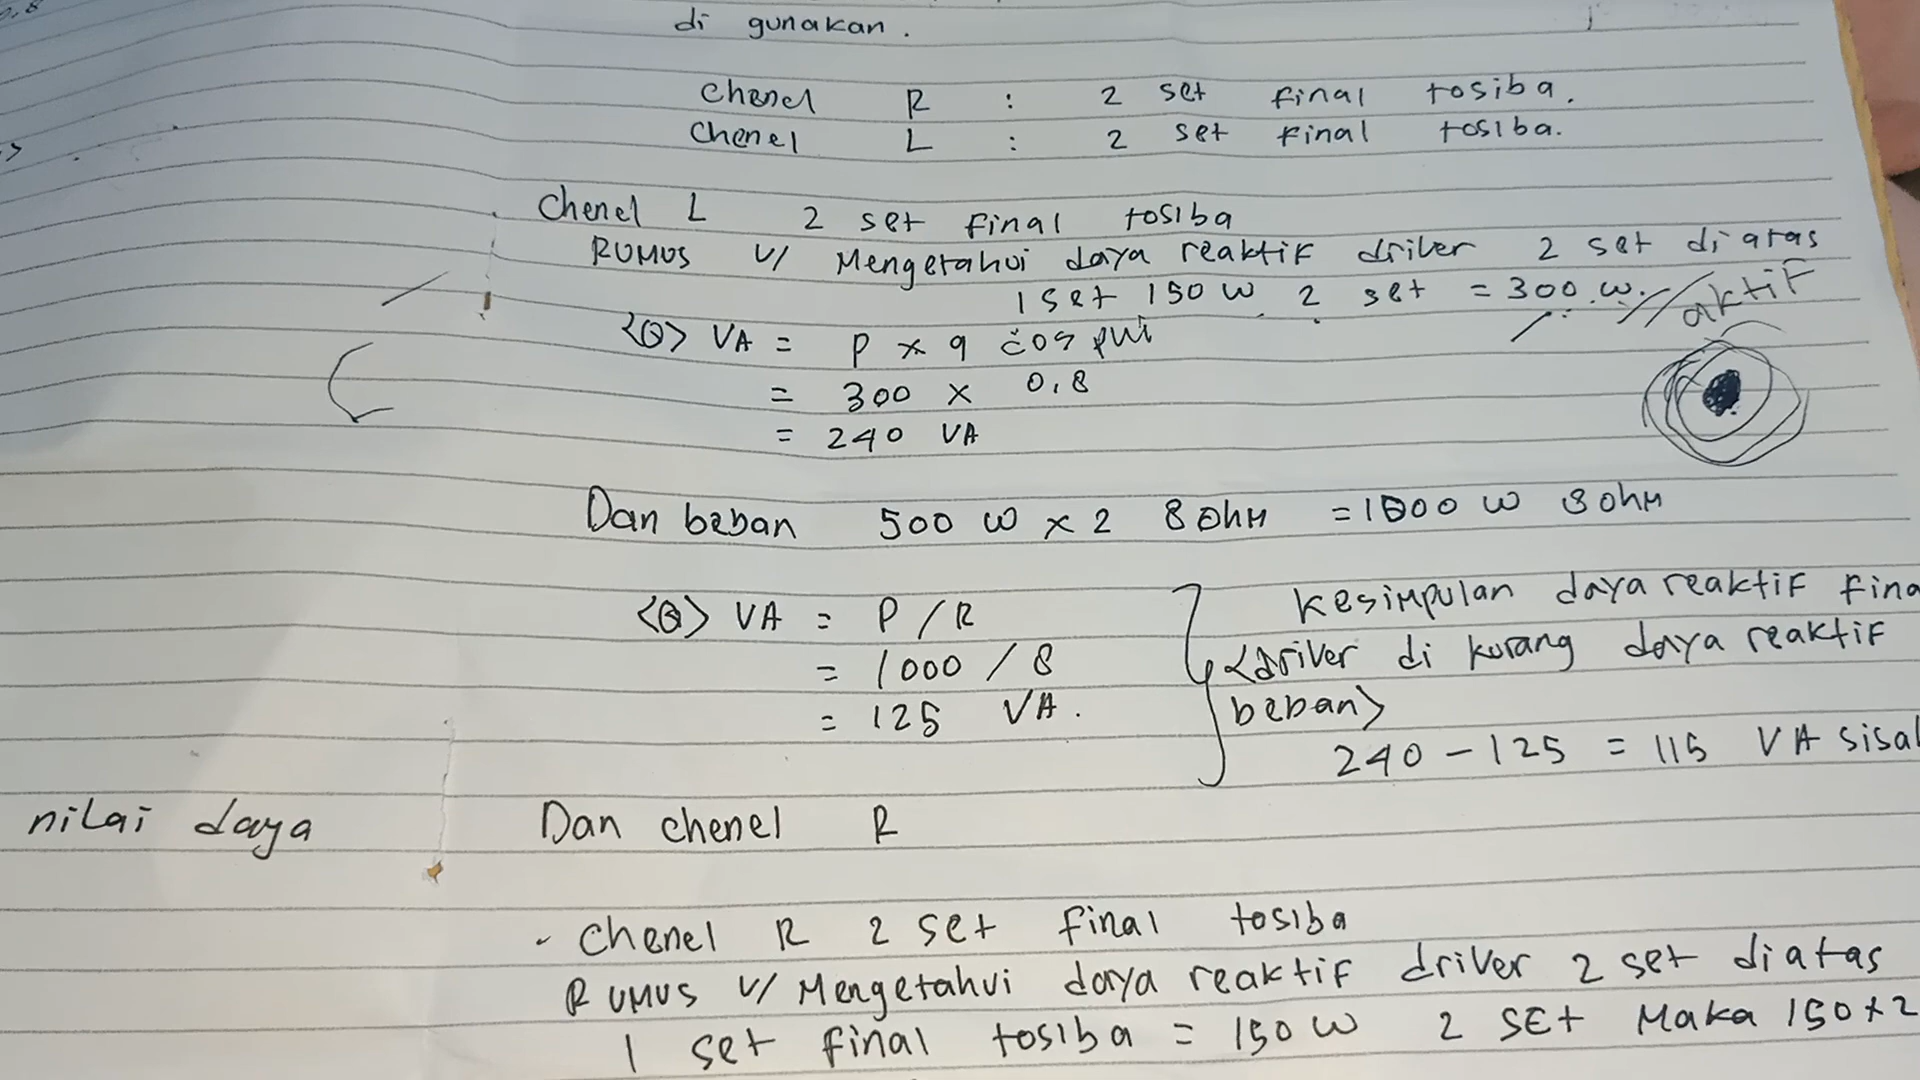 di gunakan.
Chenel R : 2 set final tosiba.
Chenel L : 2 set final tosiba.
Chenel L 2 set final tosiba
RUMUS U/ Mengetahui daya reaktif driver 2 set di atas
1 set 150 W 2 set = 300.W.// aktif
<Q> VA = P x q cos phi
= 300 x 0,8
= 240 VA
Dan beban 500 W x 2 8 OHM = 1000 W 8 OHM
<Q> VA = P / R
= 1000 / 8
= 125 VA.
Kesimpulan daya reaktif fina
<driver di kurang daya reaktif
beban>
240 - 125 = 115 VA sisa
nilai daya
Dan chenel R
- Chenel R 2 set final tosiba
RUMUS U/ Mengetahui daya reaktif driver 2 set diatas
1 set final tosiba = 150 W 2 SEt Maka 150x2